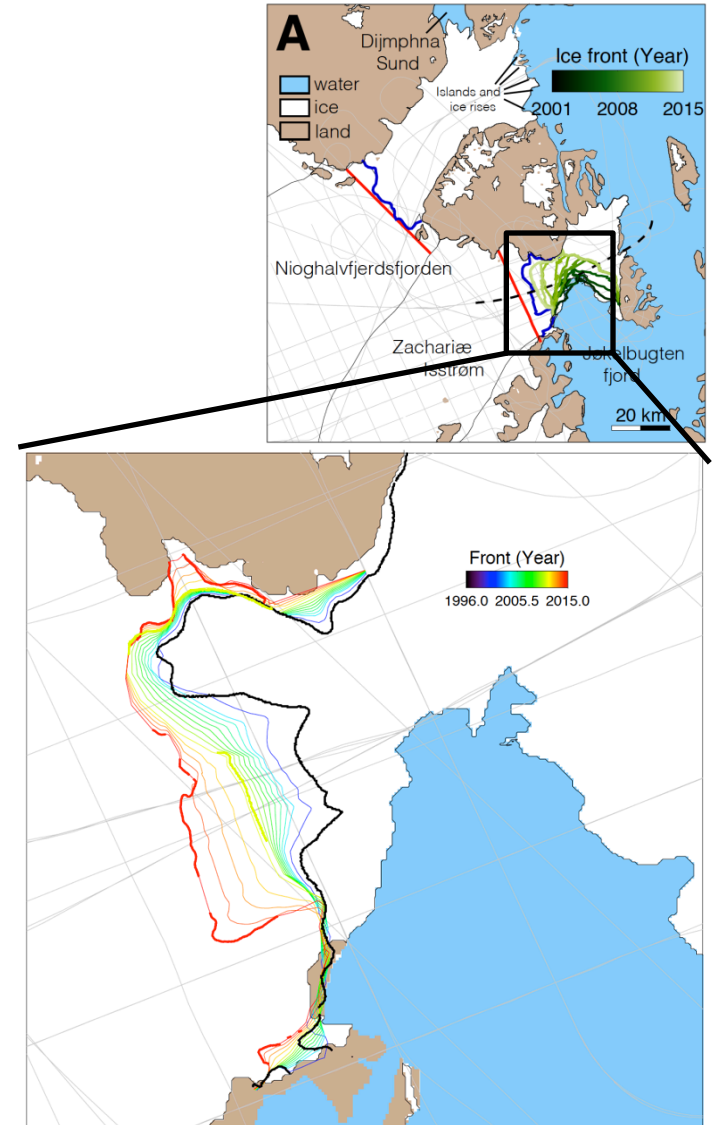 A
Dijmphna
Sund
Ice front (Year)
2001 2008 2015
water
ice
land
Islands and
ice rises
Nioghalvfjerdsfjorden
Zachariæ
Isstrøm
Jøkelbugten
fjord
20 km
Front (Year)
1996.0 2005.5 2015.0